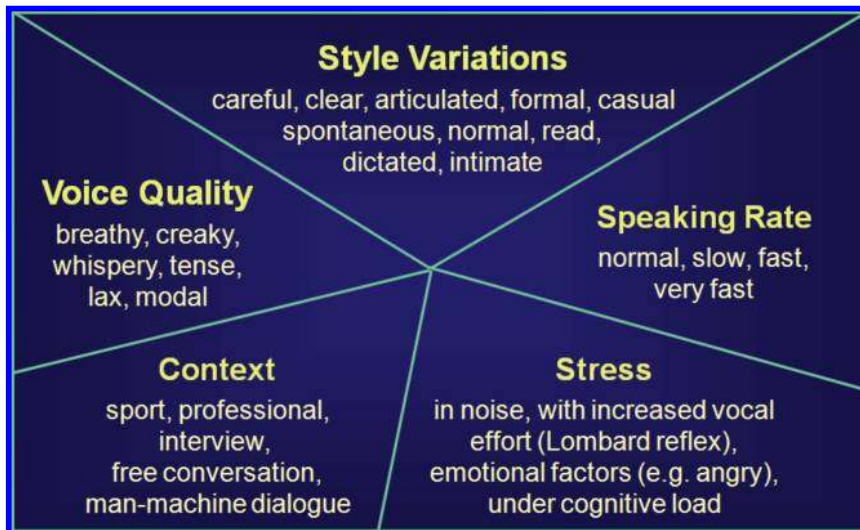 Style Variations
careful, clear, articulated, formal, casual
spontaneous, normal, read,
dictated, intimate
Voice Quality
breathy, creaky,
whispery, tense,
lax, modal
Speaking Rate
normal, slow, fast,
very fast
Context
sport, professional,
interview,
free conversation,
man-machine dialogue
Stress
in noise, with increased vocal
effort (Lombard reflex),
emotional factors (e.g. angry),
under cognitive load